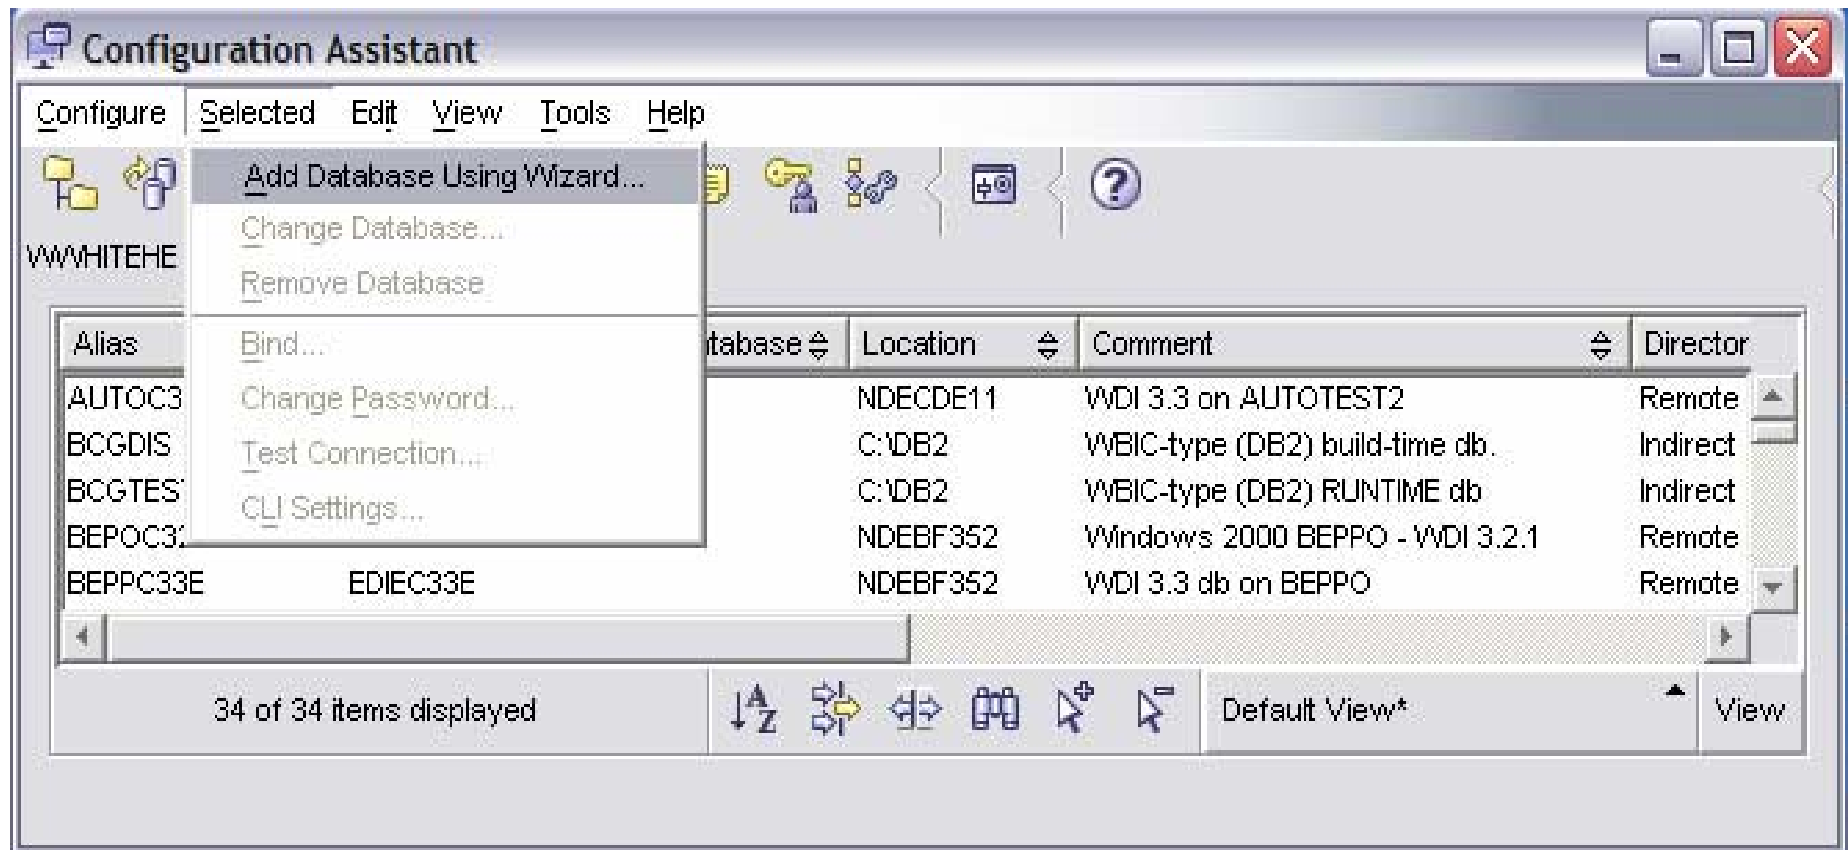 Configuration Assistant
Configure Selected Edit View Tools Help
Add Database Using Wizard...
Change Database...
WWHITEHE
Remove Database
Alias Bind... Location Comment
AUTOC3 Change Password... NDECDE11 WDI 3.3 on AUTOTEST2 Remote
BCGDIS Test Connection... C:\DB2 WBIC-type (DB2) build-time db. Indirect
BCGTES C:\DB2 WBIC-type (DB2) RUNTIME db Indirect
CLI Settings...
NDEBF352 Windows 2000 BEPPO - WDI 3.2.1 Remote
BEPPC33E EDIEC33E NDEBF352 WDI 3.3 db on BEPPO Remote
34 of 34 items displayed Default View* View